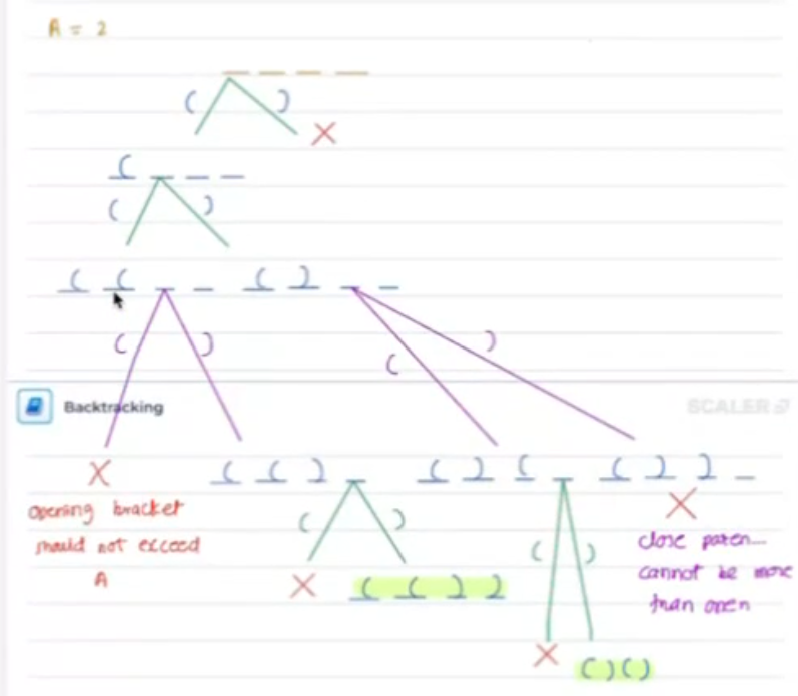 A = 2
_ _ _ _
( )
X
( _ _ _
( )
( ( _ _ ( ) _ _
( ) ( )
Backtracking
SCALER
X ( ( ) _ ( ) ( _ ( ) ) _
opening bracket
should not exceed
A
( )
X ( ( ) )
( )
X ( ) ( )
X
close paren...
cannot be more
than open